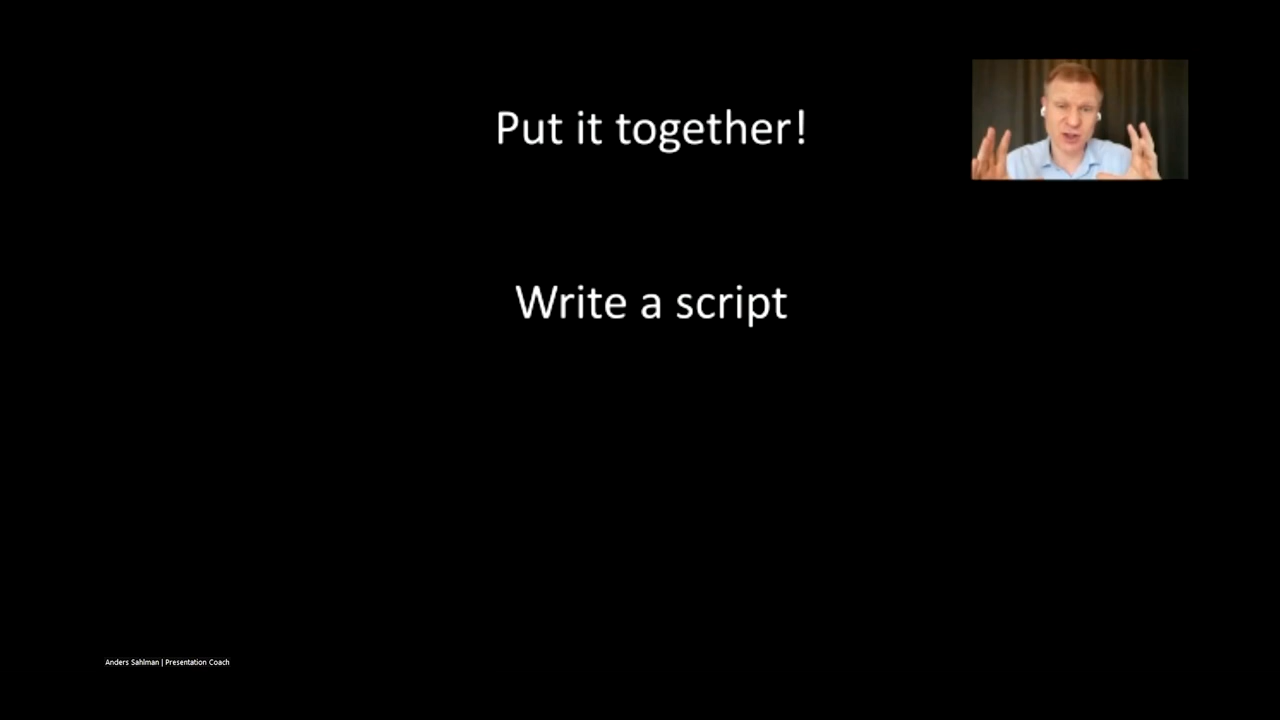 Put it together!
Write a script
Anders Sahlman | Presentation Coach